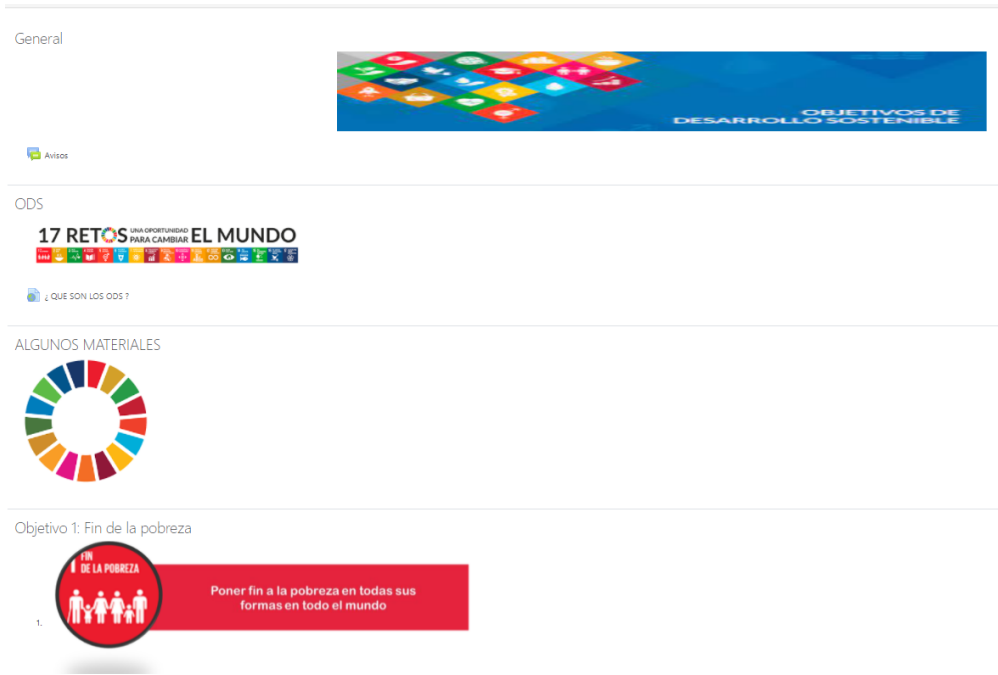 General
OBJETIVOS DE
DESARROLLO SOSTENIBLE
Avisos
ODS
17 RETOS UNA OPORTUNIDAD PARA CAMBIAR EL MUNDO
¿ QUE SON LOS ODS ?
ALGUNOS MATERIALES
Objetivo 1: Fin de la pobreza
FIN
DE LA POBREZA
Poner fin a la pobreza en todas sus
formas en todo el mundo
1.